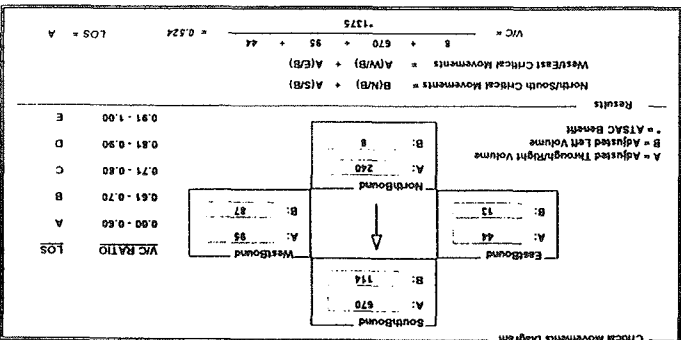 Critical Movements Diagram
SouthBound
A: 670
B: 114
EastBound
A: 44
B: 13
WestBound
A: 95
B: 87
NorthBound
A: 240
B: 8
V/C RATIO LOS
0.00 - 0.60 A
0.61 - 0.70 B
0.71 - 0.80 C
0.81 - 0.90 D
0.91 - 1.00 E
A = Adjusted Through/Right Volume
B = Adjusted Left Volume
* = ATSAC Benefit
Results
North/South Critical Movements = B(N/B) + A(S/B)
West/East Critical Movements = A(W/B) + A(E/B)
V/C = 8 + 670 + 95 + 44 = 0.524 LOS = A
*1375